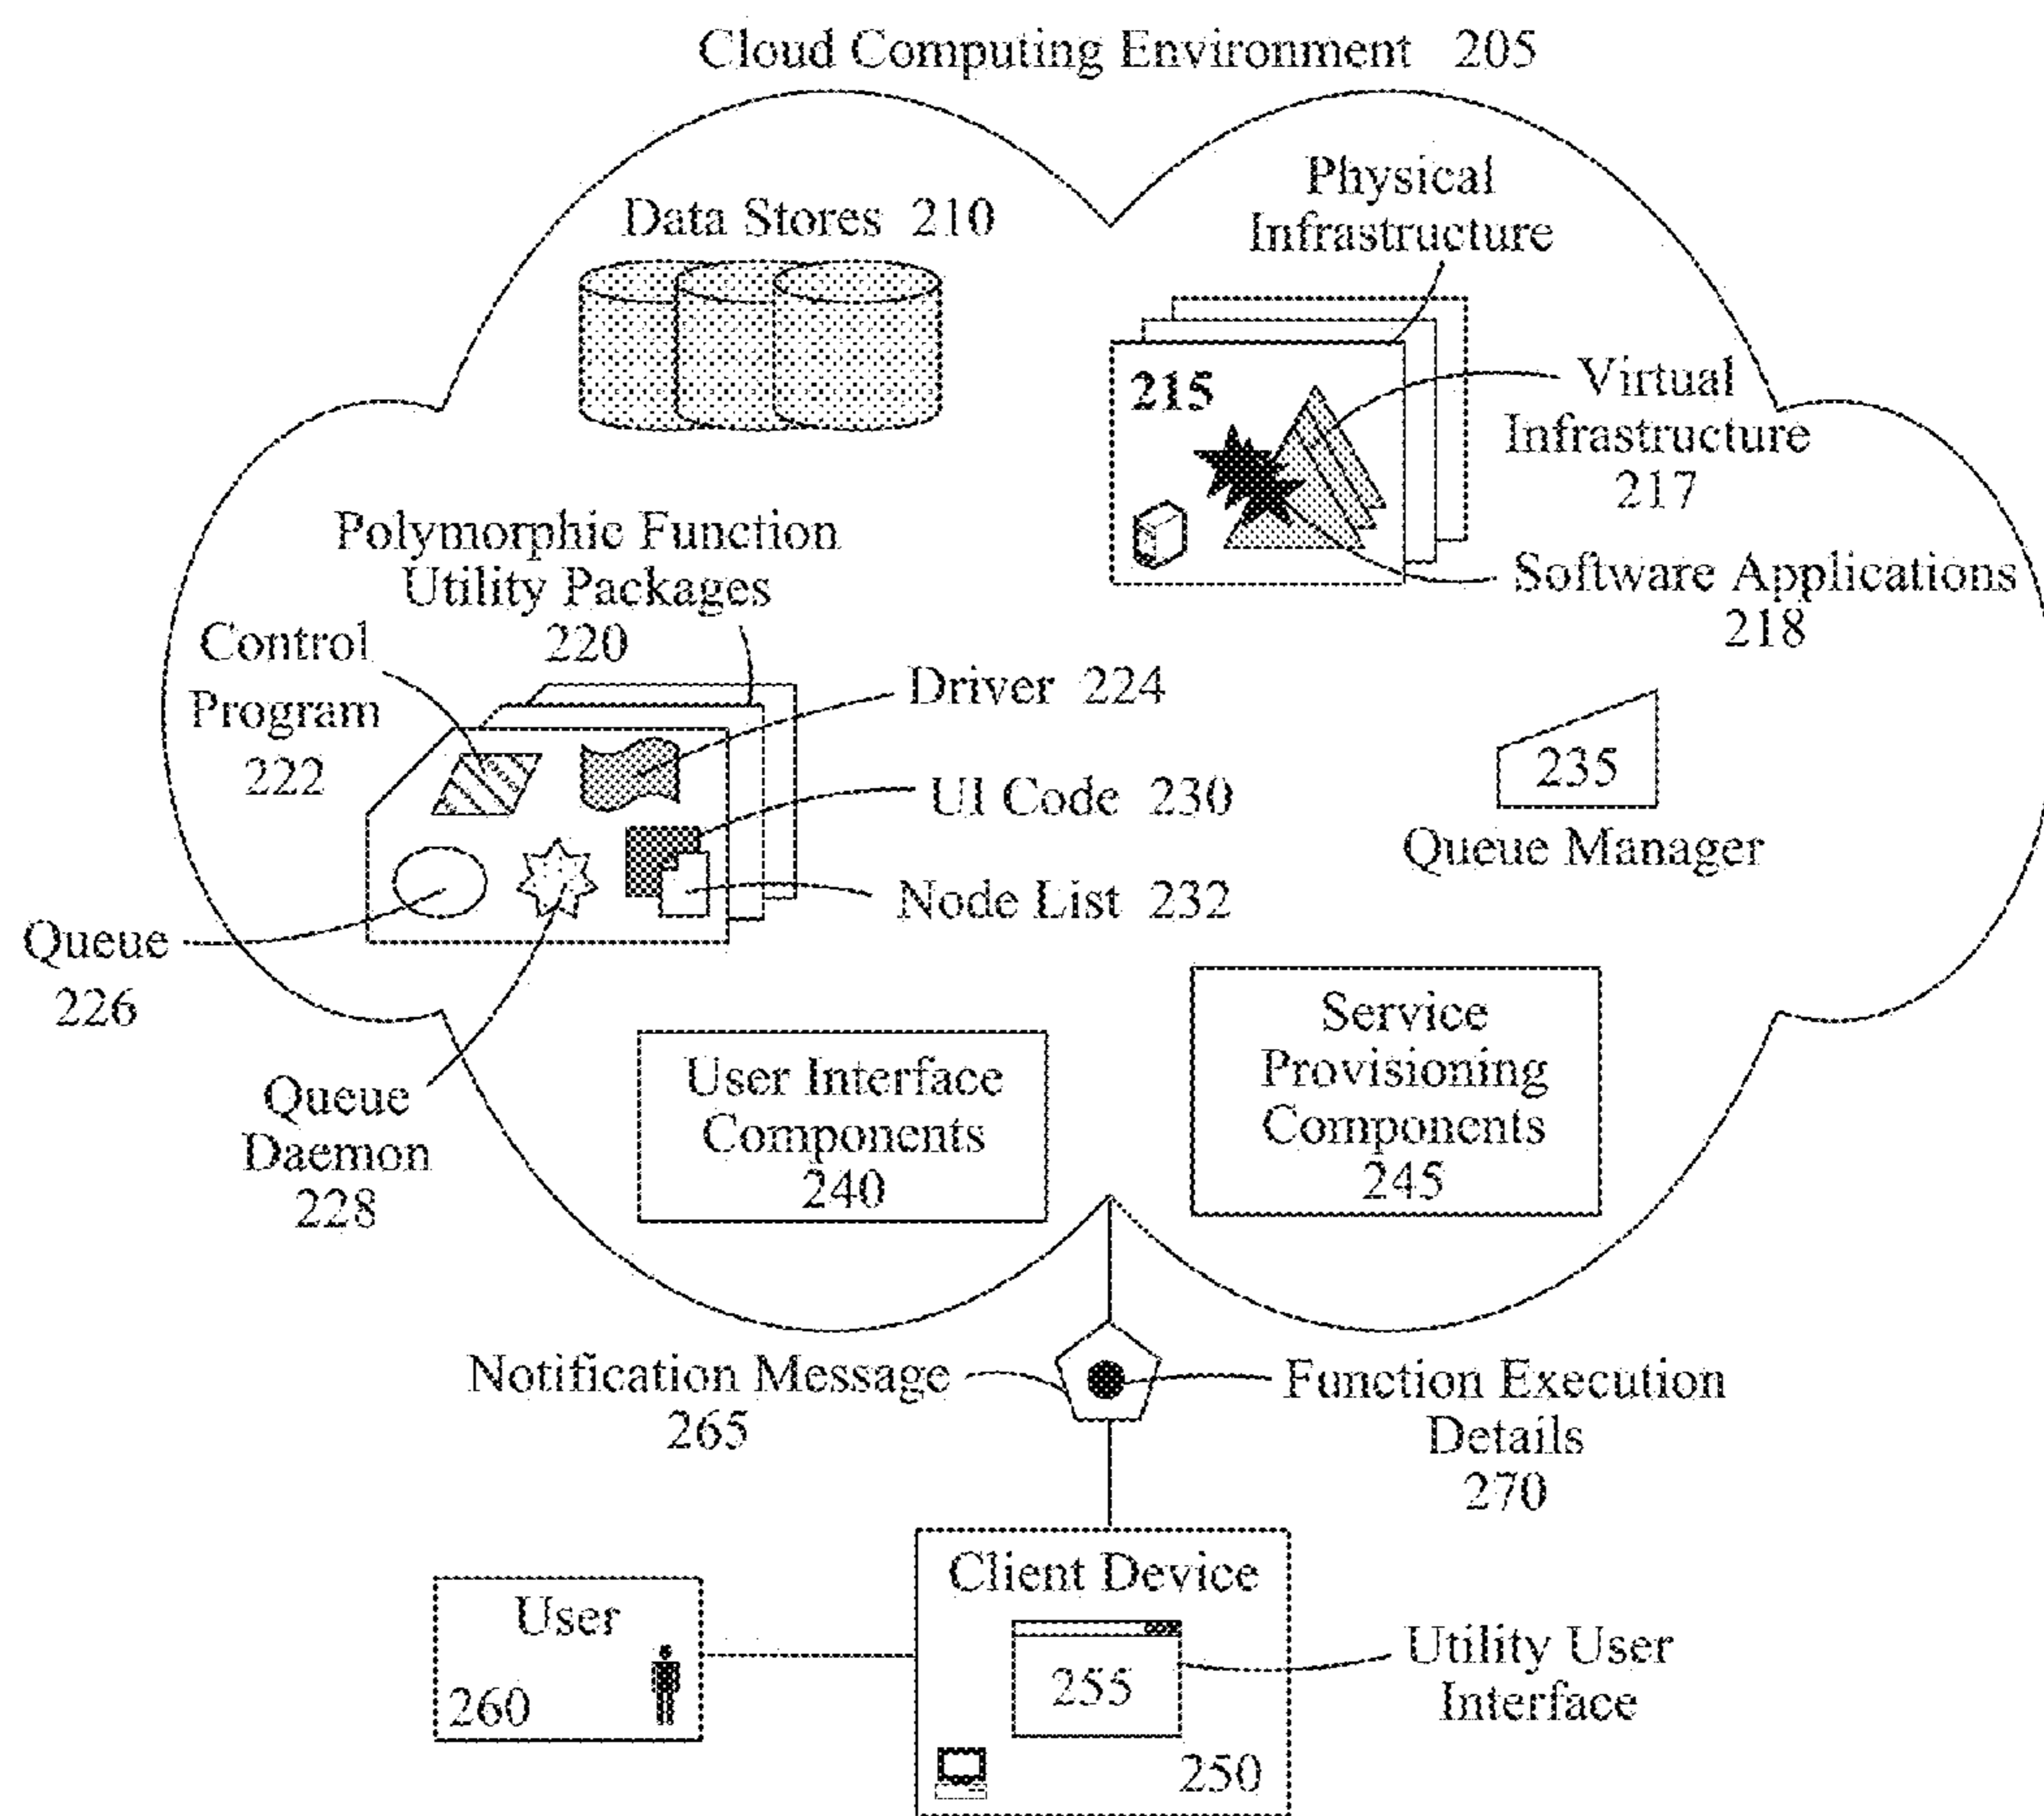 Cloud Computing Environment 205
Data Stores 210
Physical
Infrastructure
215
Virtual
Infrastructure
217
Software Applications
218
Polymorphic Function
Utility Packages
220
Control
Program
222
Driver 224
UI Code 230
Node List 232
Queue
226
Queue
Daemon
228
235
Queue Manager
User Interface
Components
240
Service
Provisioning
Components
245
Notification Message
265
Function Execution
Details
270
User
260
Client Device
255
250
Utility User
Interface